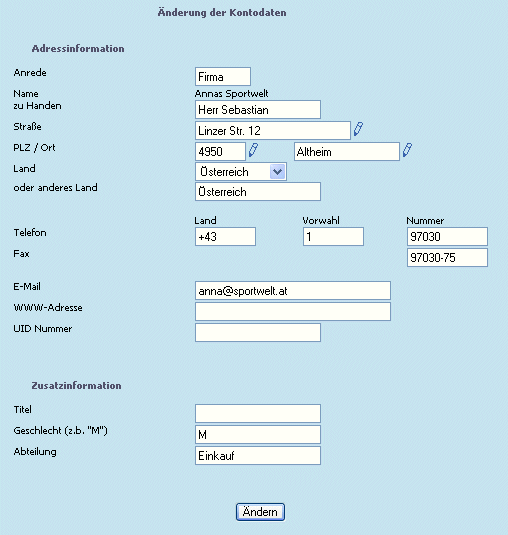 Änderung der Kontodaten
Adressinformation
Anrede Firma
Name Annas Sportwelt
zu Handen Herr Sebastian
Straße Linzer Str. 12
PLZ / Ort 4950 Altheim
Land Österreich
oder anderes Land Österreich
Land Vorwahl Nummer
Telefon +43 1 97030
Fax 97030-75
E-Mail anna@sportwelt.at
WWW-Adresse
UID Nummer
Zusatzinformation
Titel
Geschlecht (z.b. "M") M
Abteilung Einkauf
Ändern